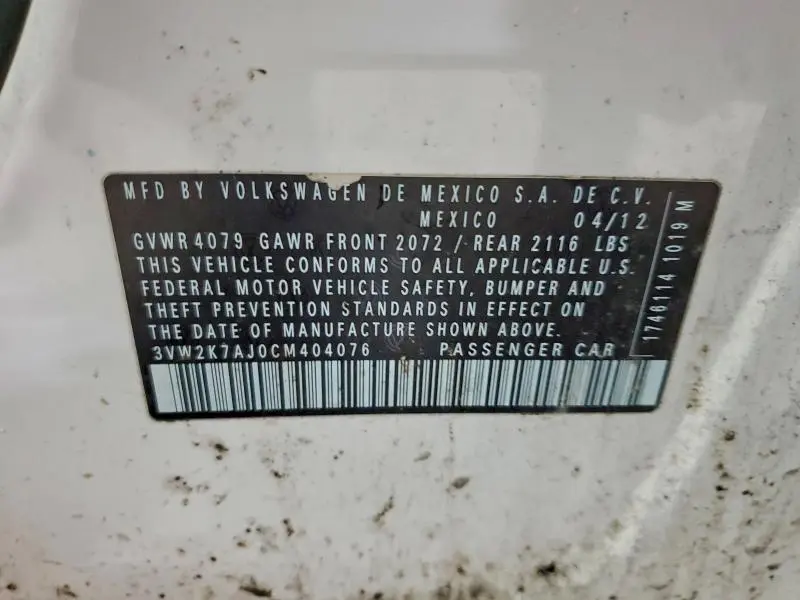 MFD BY VOLKSWAGEN DE MEXICO S.A. DE C.V.
MEXICO 04/12
GVWR 4079 GAWR FRONT 2072 / REAR 2116 LBS
THIS VEHICLE CONFORMS TO ALL APPLICABLE U.S.
FEDERAL MOTOR VEHICLE SAFETY, BUMPER AND
THEFT PREVENTION STANDARDS IN EFFECT ON
THE DATE OF MANUFACTURE SHOWN ABOVE.
3VW2K7AJ0CM404076 PASSENGER CAR
1746114 1019 M